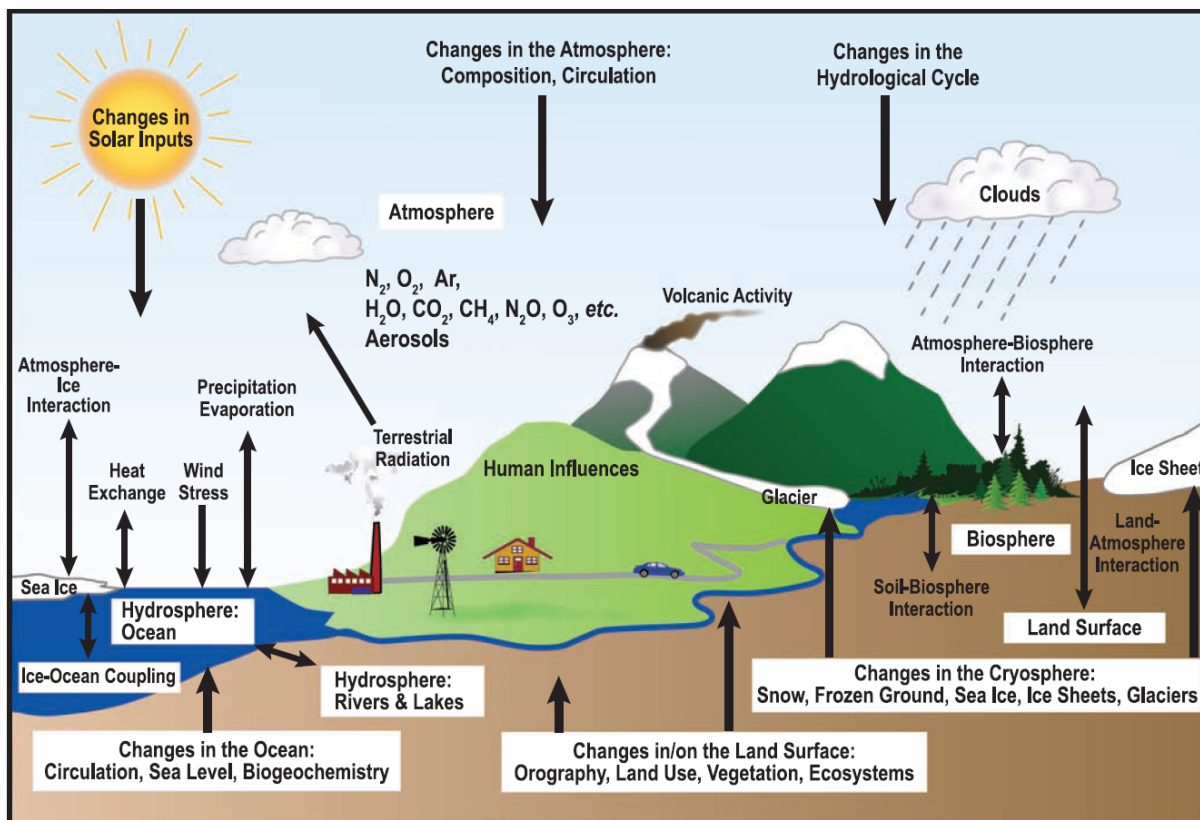 Changes in the Atmosphere:
Composition, Circulation
Changes in the
Hydrological Cycle
Changes in
Solar Inputs
Clouds
Atmosphere
N₂, O₂, Ar,
H₂O, CO₂, CH₄, N₂O, O₃, etc.
Aerosols
Volcanic Activity
Atmosphere-Biosphere
Interaction
Atmosphere-
Ice
Interaction
Precipitation
Evaporation
Terrestrial
Radiation
Human Influences
Heat
Exchange
Wind
Stress
Glacier
Ice Sheet
Land-
Atmosphere
Interaction
Biosphere
Soil-Biosphere
Interaction
Land Surface
Sea Ice
Hydrosphere:
Ocean
Ice-Ocean Coupling
Hydrosphere:
Rivers & Lakes
Changes in the Cryosphere:
Snow, Frozen Ground, Sea Ice, Ice Sheets, Glaciers
Changes in the Ocean:
Circulation, Sea Level, Biogeochemistry
Changes in/on the Land Surface:
Orography, Land Use, Vegetation, Ecosystems